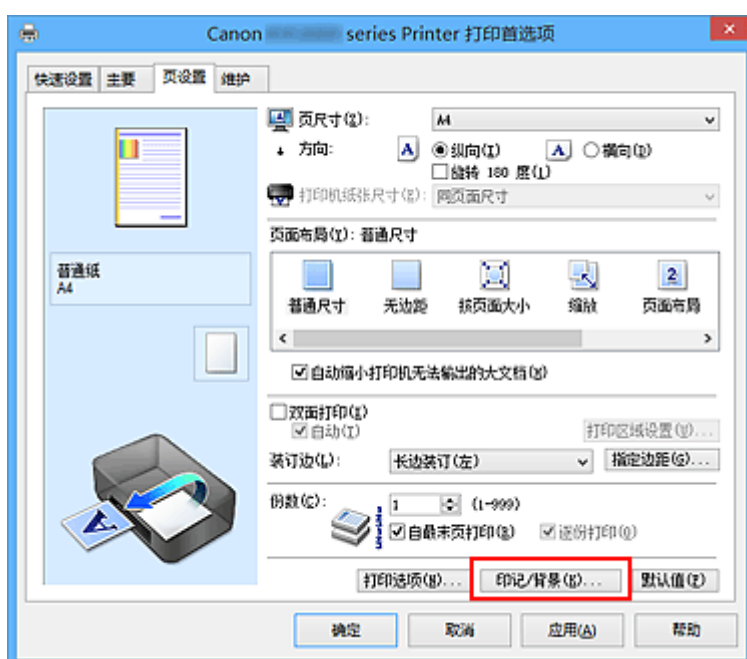 Canon series Printer 打印首选项
快速设置 主要 页设置 维护
页尺寸(Z): A4
方向: A 纵向(T) A 横向(D)
旋转 180 度(L)
打印机纸张尺寸(E): 同页面尺寸
页面布局(Y): 普通尺寸
普通纸
A4
2
普通尺寸 无边距 按页面大小 缩放 页面布局
自动缩小打印机无法输出的大文档(W)
双面打印(X)
自动(I) 打印区域设置(U)...
装订边(L): 长边装订(左) 指定边距(G)...
份数(C): 1 (1-999)
自最末页打印(R) 逐份打印(O)
打印选项(N)... 印记/背景(K)... 默认值(F)
确定 取消 应用(A) 帮助